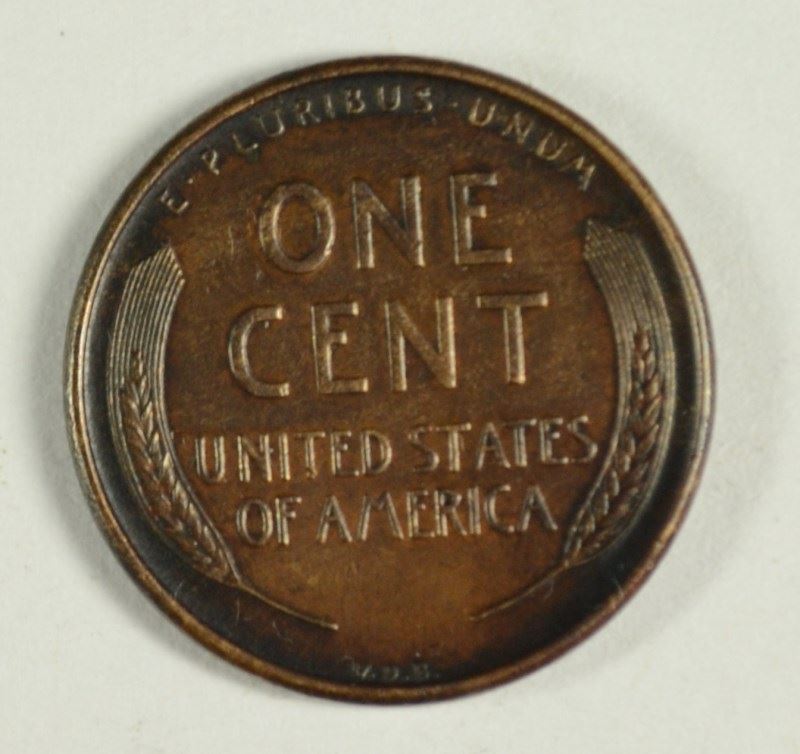 E·PLURIBUS·UNUM
ONE
CENT
UNITED STATES
OF AMERICA
V.D.B.